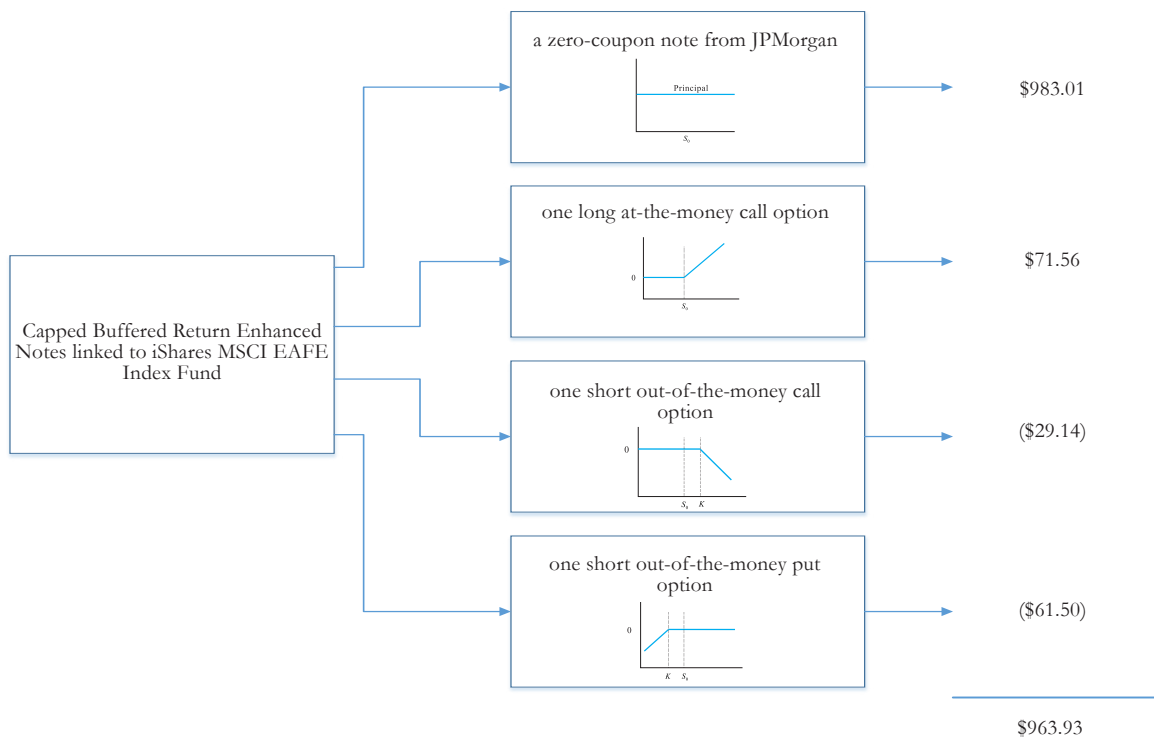 a zero-coupon note from JPMorgan
Principal
S₀
$983.01
one long at-the-money call option
0
S₀
$71.56
Capped Buffered Return Enhanced
Notes linked to iShares MSCI EAFE
Index Fund
one short out-of-the-money call
option
0
S₀ K
($29.14)
one short out-of-the-money put
option
0
K S₀
($61.50)
$963.93